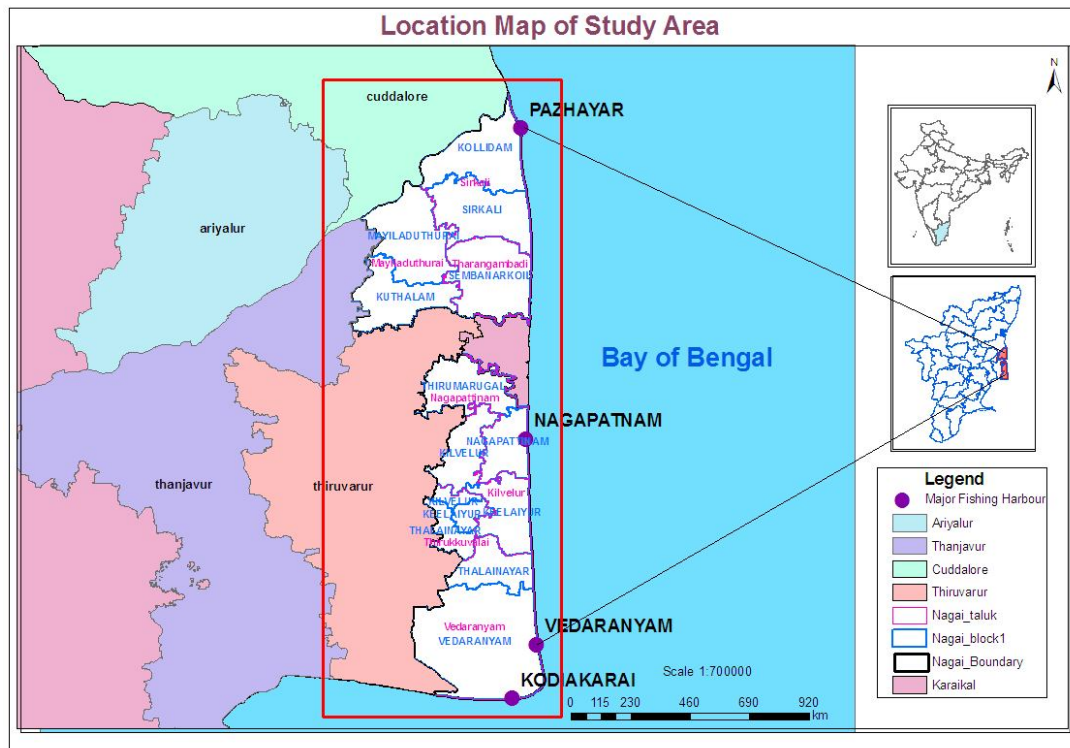 Location Map of Study Area
N
cuddalore
PAZHAYAR
KOLLIDAM
Sirkali
SIRKALI
ariyalur
MAYILADUTHURAI
Mayiladuthurai
Tharangambadi
SEMBANARKOIL
KUTHALAM
Bay of Bengal
THIRUMARUGAL
Nagapattinam
NAGAPATNAM
NAGAPATTINAM
KILVELUR
thanjavur
thiruvarur
Kilvelur
KILVELUR
KEELAIYUR
KEELAIYUR
THALAINAYAR
Thirukkuvalai
THALAINAYAR
Vedaranyam
VEDARANYAM
VEDARANYAM
KODIAKARAI
Scale 1:700000
0 115 230 460 690 920
km
Legend
Major Fishing Harbour
Ariyalur
Thanjavur
Cuddalore
Thiruvarur
Nagai_taluk
Nagai_block1
Nagai_Boundary
Karaikal